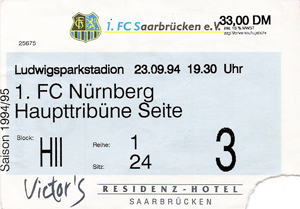 1. FC Saarbrücken e.V.
33,00 DM
25675
Ludwigsparkstadion 23.09.94 19.30 Uhr
1. FC Nürnberg
Haupttribüne Seite
Saison 1994/95
Block: Reihe: 1
HII Sitz: 24 3
Victor's RESIDENZ-HOTEL
SAARBRÜCKEN